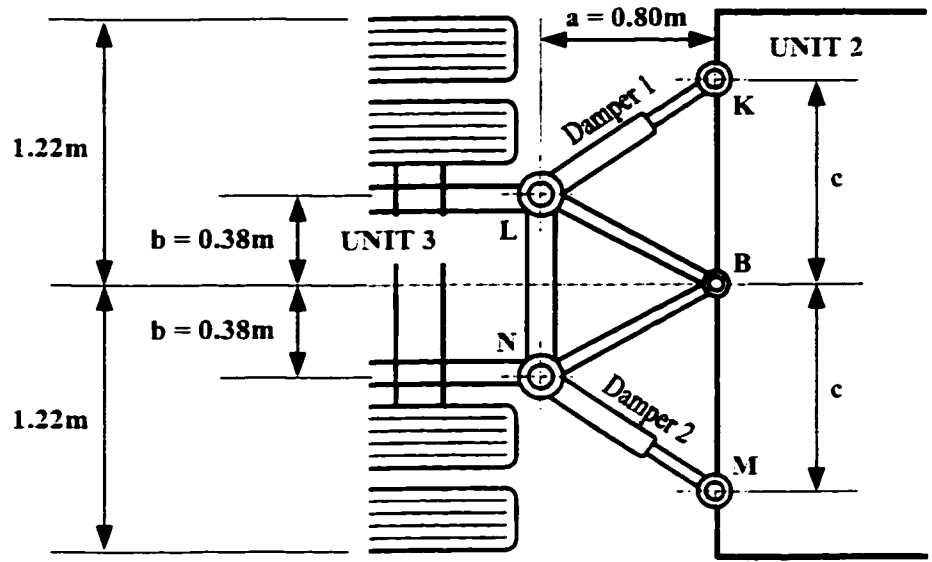 a = 0.80m
UNIT 2
Damper 1
K
1.22m
c
L
b = 0.38m
UNIT 3
B
N
b = 0.38m
Damper 2
c
1.22m
M